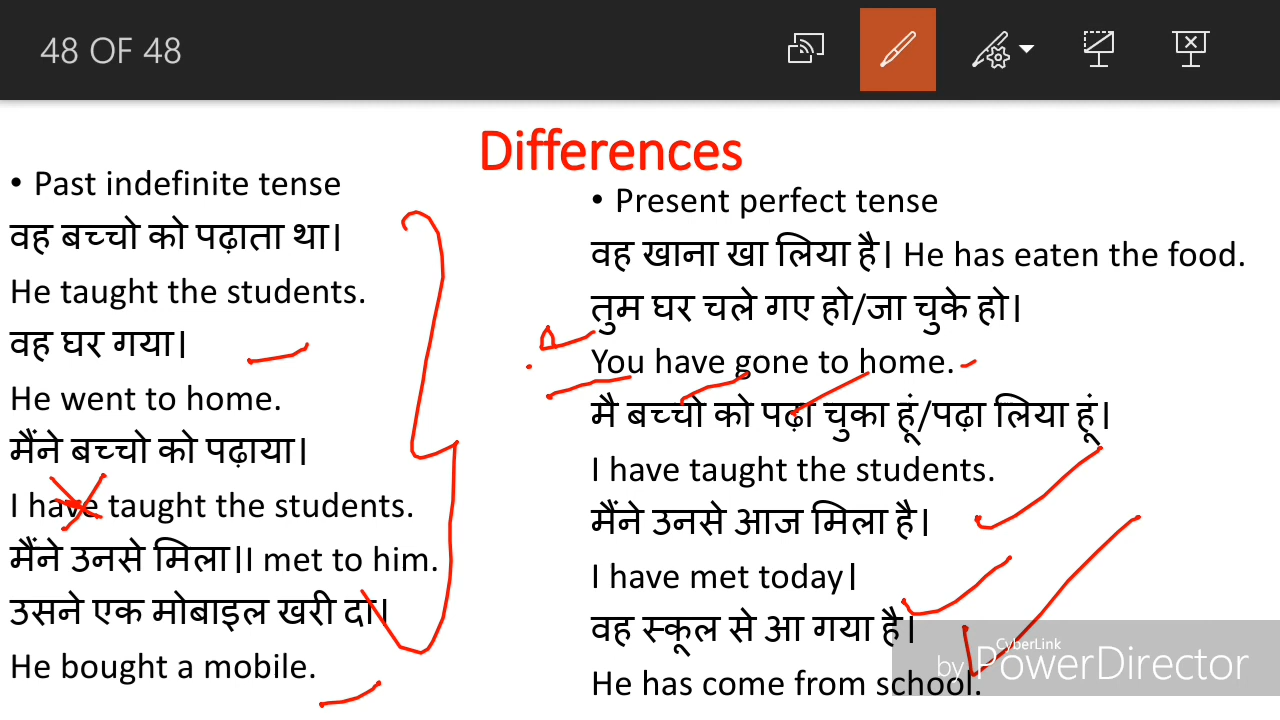 48 OF 48
Differences
• Past indefinite tense
वह बच्चो को पढ़ाता था।
He taught the students.
वह घर गया।
He went to home.
मैंने बच्चो को पढ़ाया।
I have taught the students.
मैंने उनसे मिला।I met to him.
उसने एक मोबाइल खरी दा।
He bought a mobile.
• Present perfect tense
वह खाना खा लिया है। He has eaten the food.
तुम घर चले गए हो/जा चुके हो।
You have gone to home.
मै बच्चो को पढ़ा चुका हूं/पढ़ा लिया हूं।
I have taught the students.
मैंने उनसे आज मिला है।
I have met today।
वह स्कूल से आ गया है।
He has come from school.
CyberLink
by PowerDirector